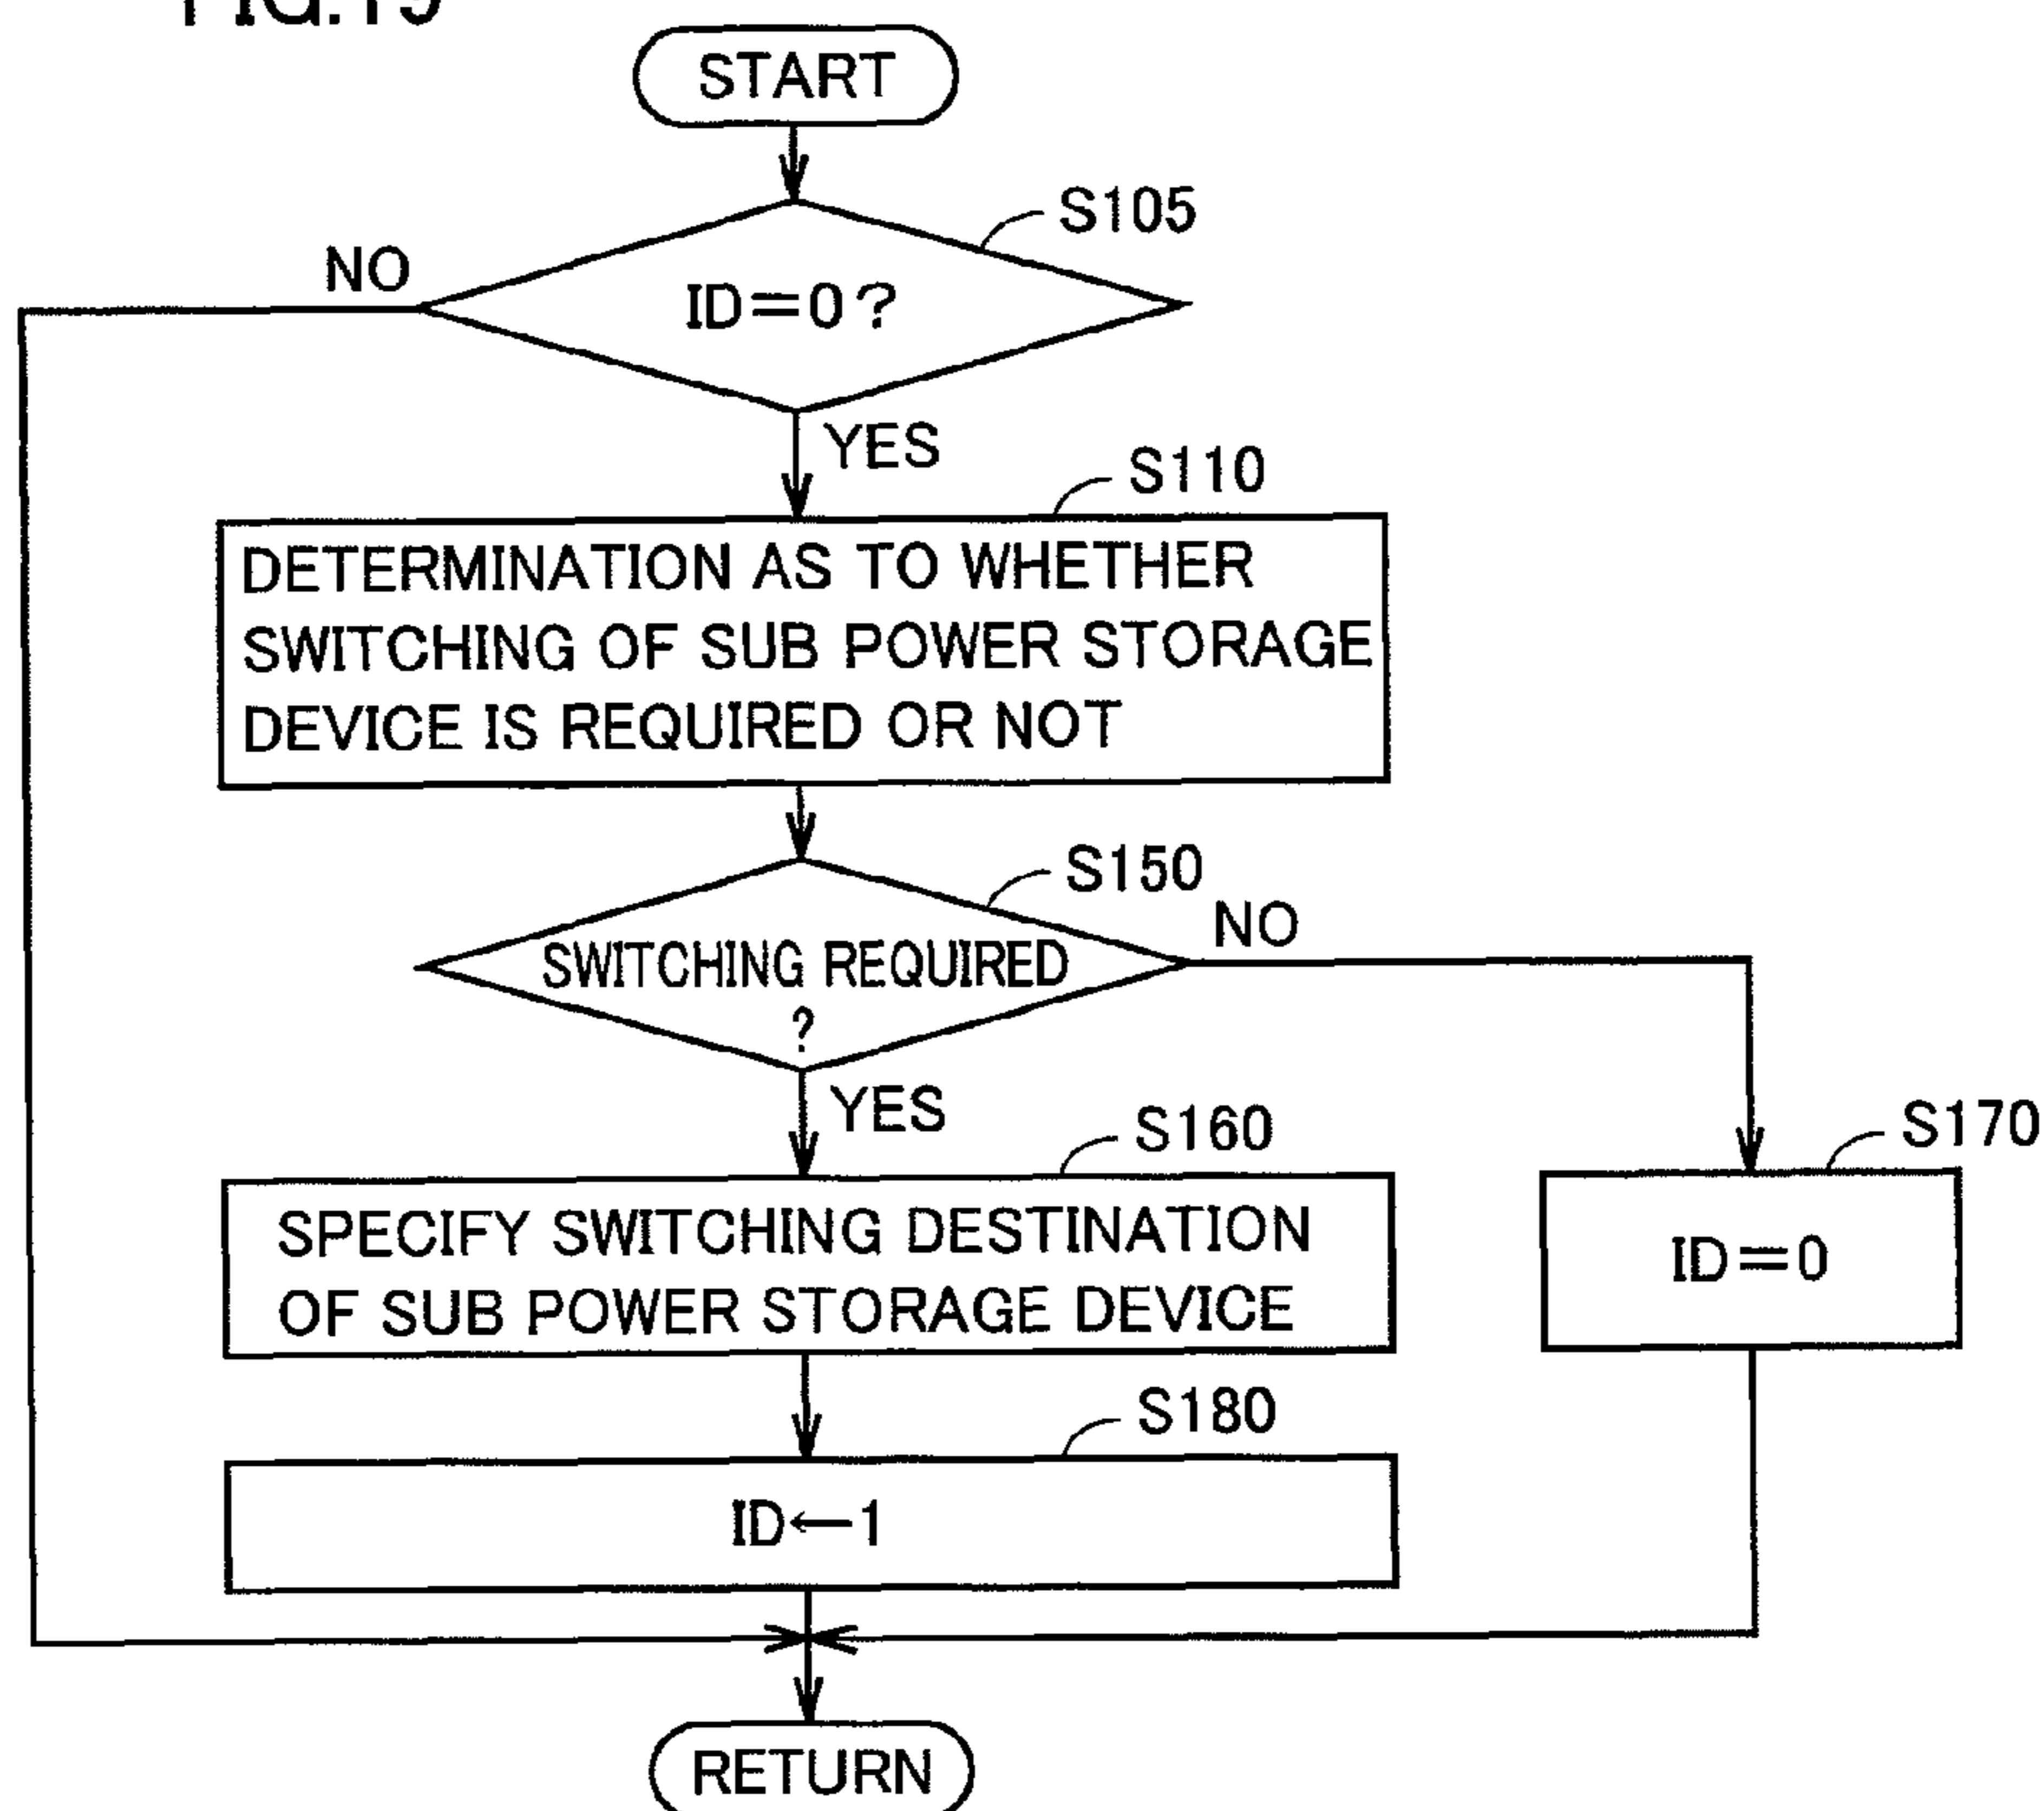 START
S105
NO
ID=0?
YES
S110
DETERMINATION AS TO WHETHER
SWITCHING OF SUB POWER STORAGE
DEVICE IS REQUIRED OR NOT
S150
NO
SWITCHING REQUIRED
?
YES
S160
S170
SPECIFY SWITCHING DESTINATION
OF SUB POWER STORAGE DEVICE
ID=0
S180
ID←1
RETURN